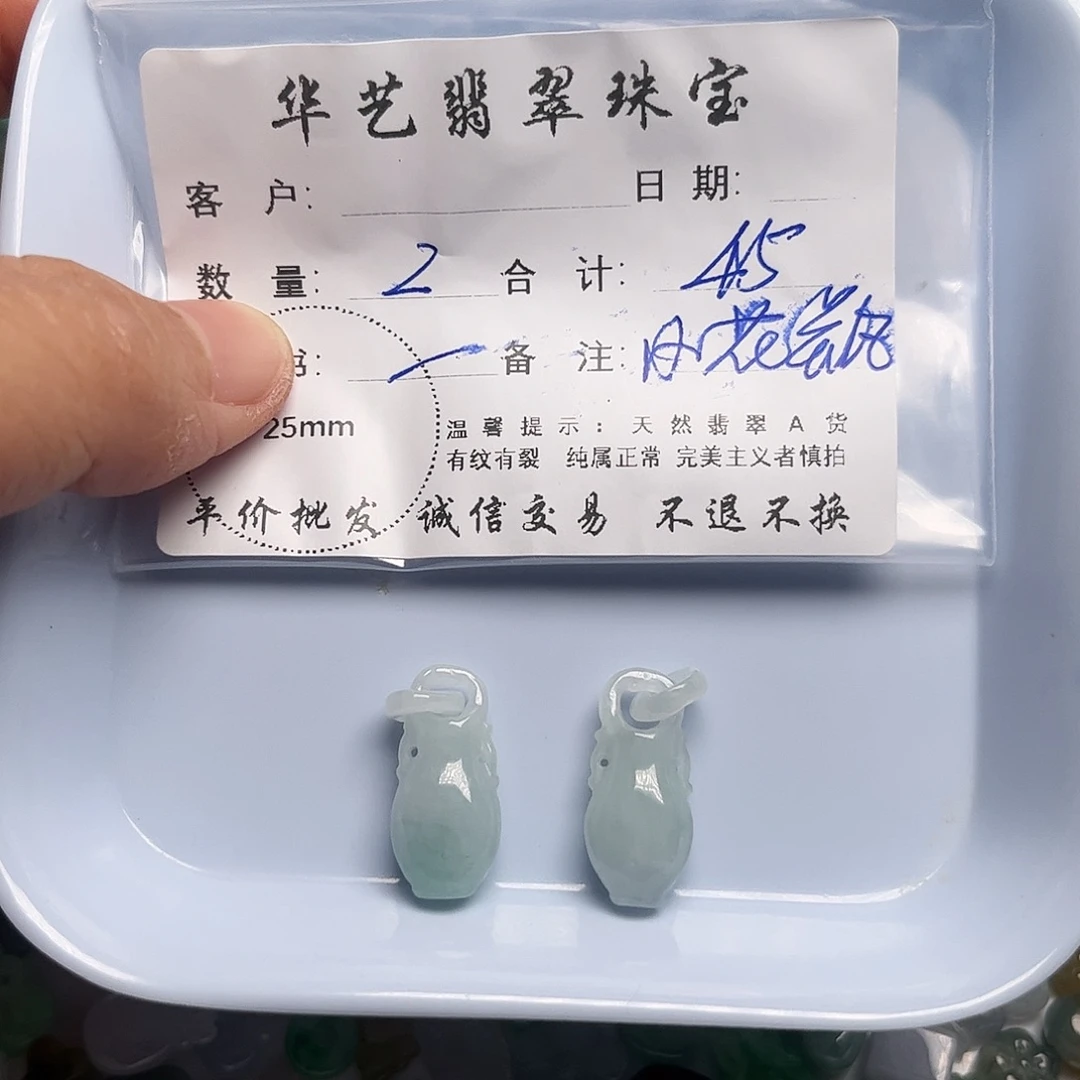 华艺翡翠珠宝
客 户: 日 期:
数 量: 2 合 计: 45
书: 一 备 注:
25mm 温馨提示: 天然翡翠A货
有纹有裂 纯属正常 完美主义者慎拍
平价批发 诚信交易 不退不换